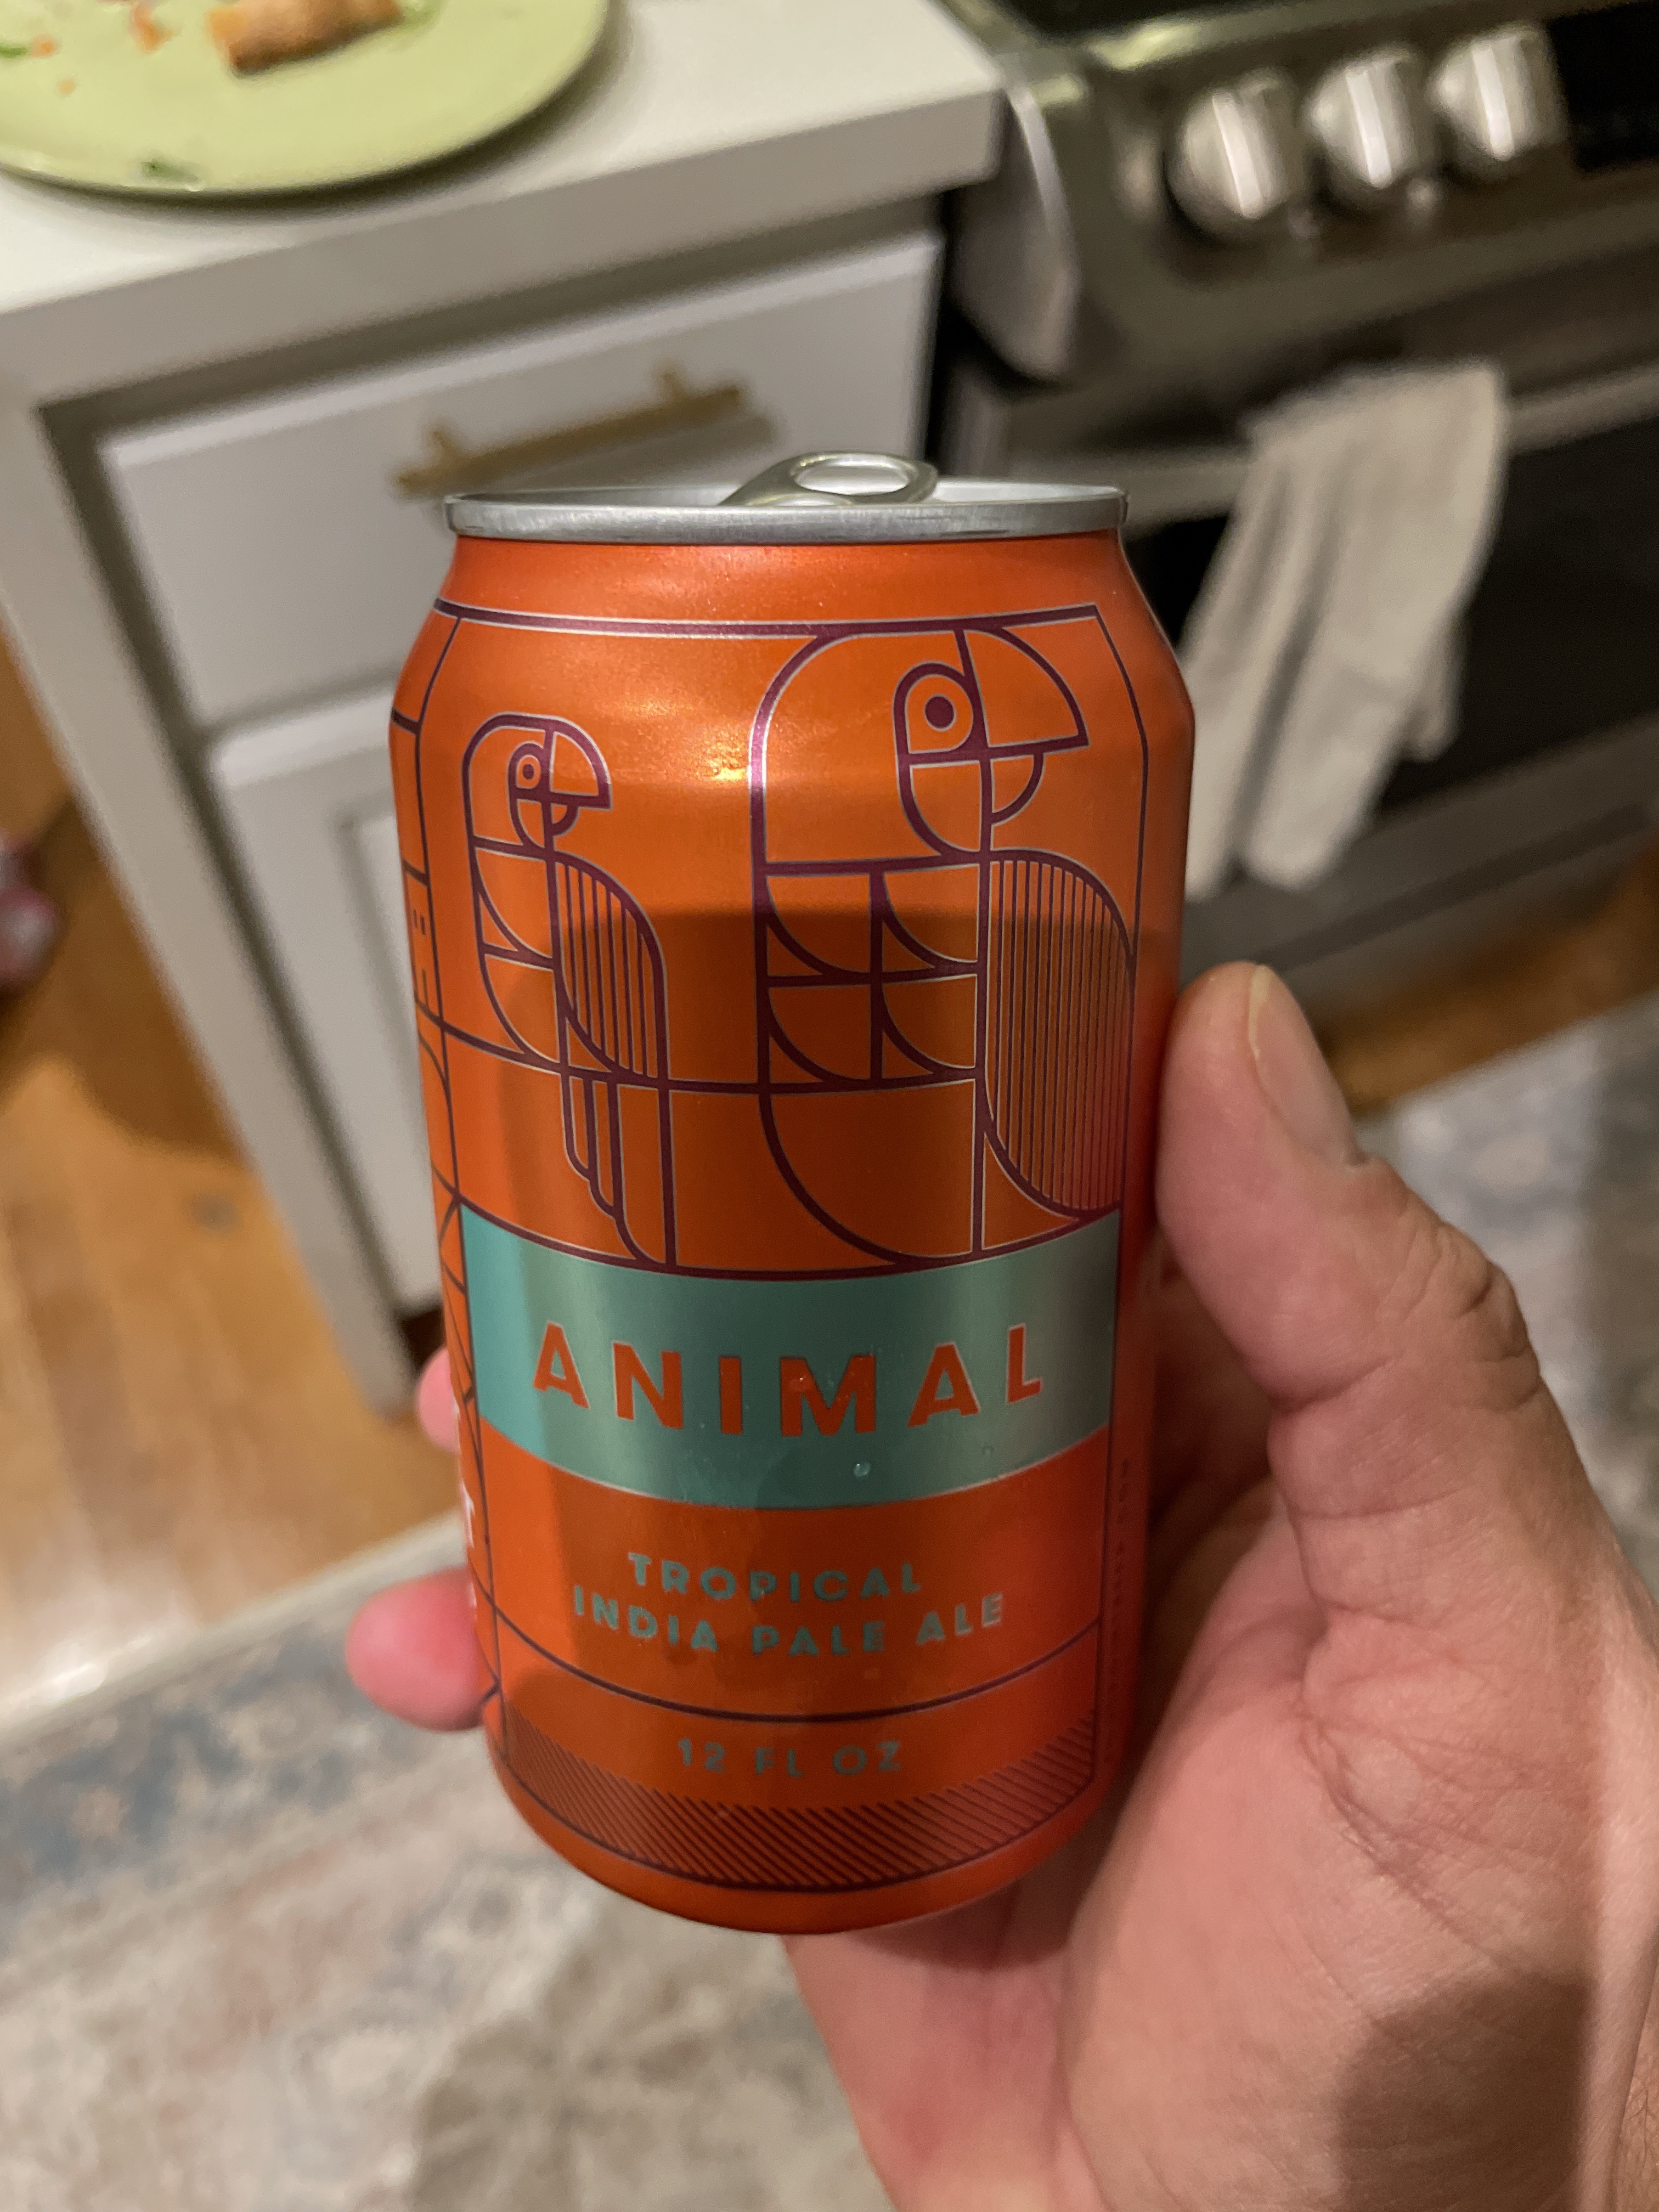 ANIMAL
TROPICAL
INDIA PALE ALE
12 FL OZ